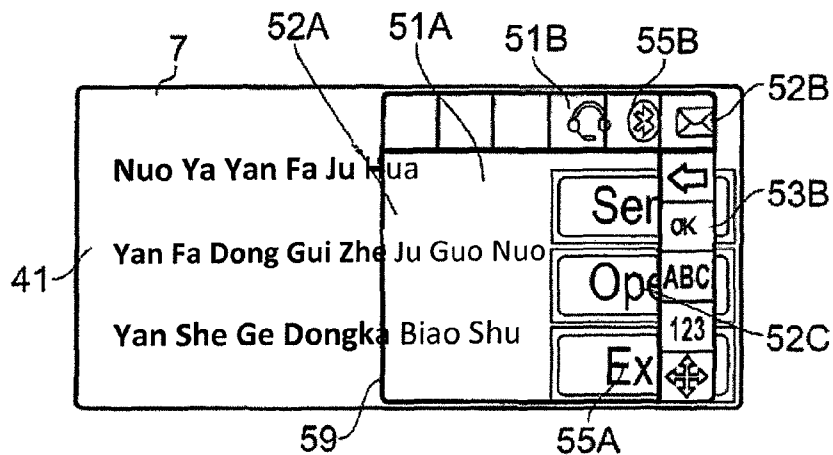 52A 51A 51B 55B
7
52B
Nuo Ya Yan Fa Ju Hua
Ser
OK
53B
41
Yan Fa Dong Gui Zhe Ju Guo Nuo
Ope
ABC
Yan She Ge Dongka Biao Shu
123
52C
Ex
59
55A